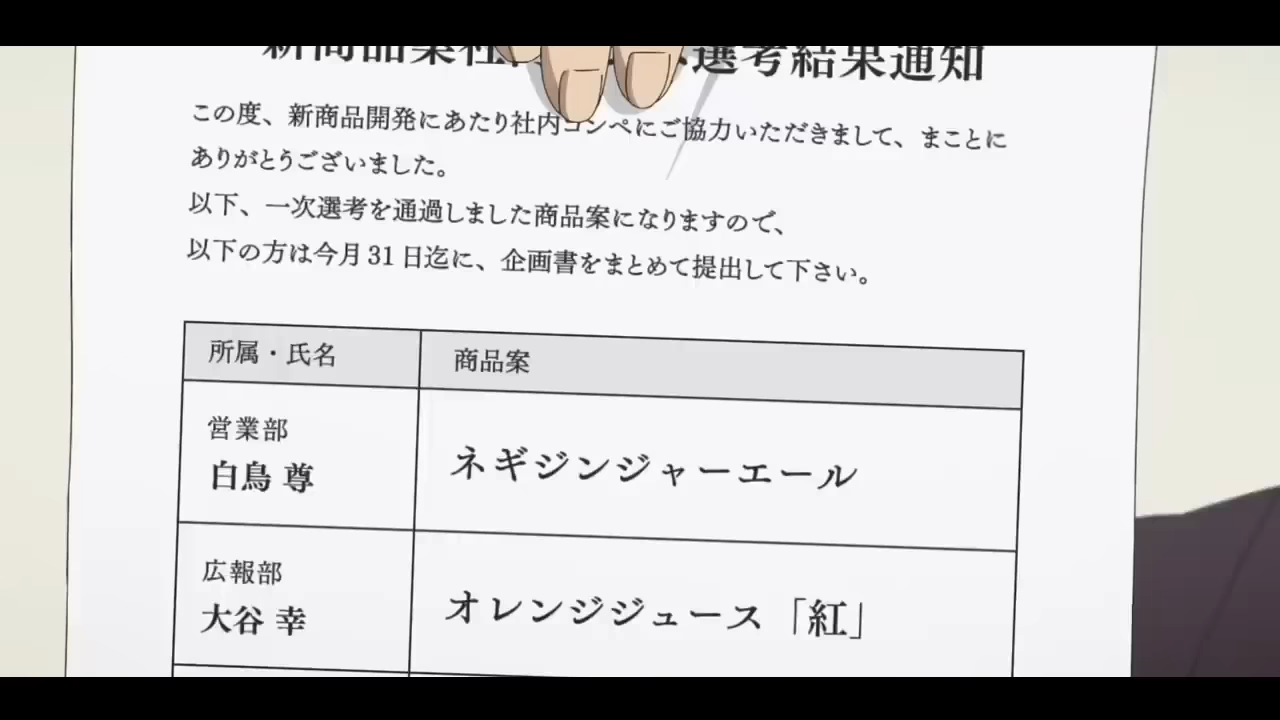 新商品案社内コンペ選考結果通知
この度、新商品開発にあたり社内コンペにご協力いただきまして、まことに
ありがとうございました。
以下、一次選考を通過しました商品案になりますので、
以下の方は今月31日迄に、企画書をまとめて提出して下さい。
所属・氏名
商品案
営業部
白鳥 尊
ネギジンジャーエール
広報部
大谷 幸
オレンジジュース「紅」